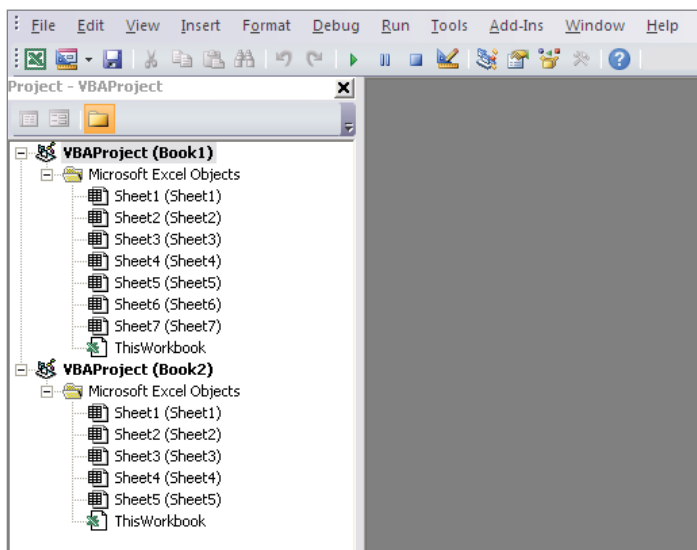 File Edit View Insert Format Debug Run Tools Add-Ins Window Help
Project - VBAProject
VBAProject (Book1)
Microsoft Excel Objects
Sheet1 (Sheet1)
Sheet2 (Sheet2)
Sheet3 (Sheet3)
Sheet4 (Sheet4)
Sheet5 (Sheet5)
Sheet6 (Sheet6)
Sheet7 (Sheet7)
ThisWorkbook
VBAProject (Book2)
Microsoft Excel Objects
Sheet1 (Sheet1)
Sheet2 (Sheet2)
Sheet3 (Sheet3)
Sheet4 (Sheet4)
Sheet5 (Sheet5)
ThisWorkbook